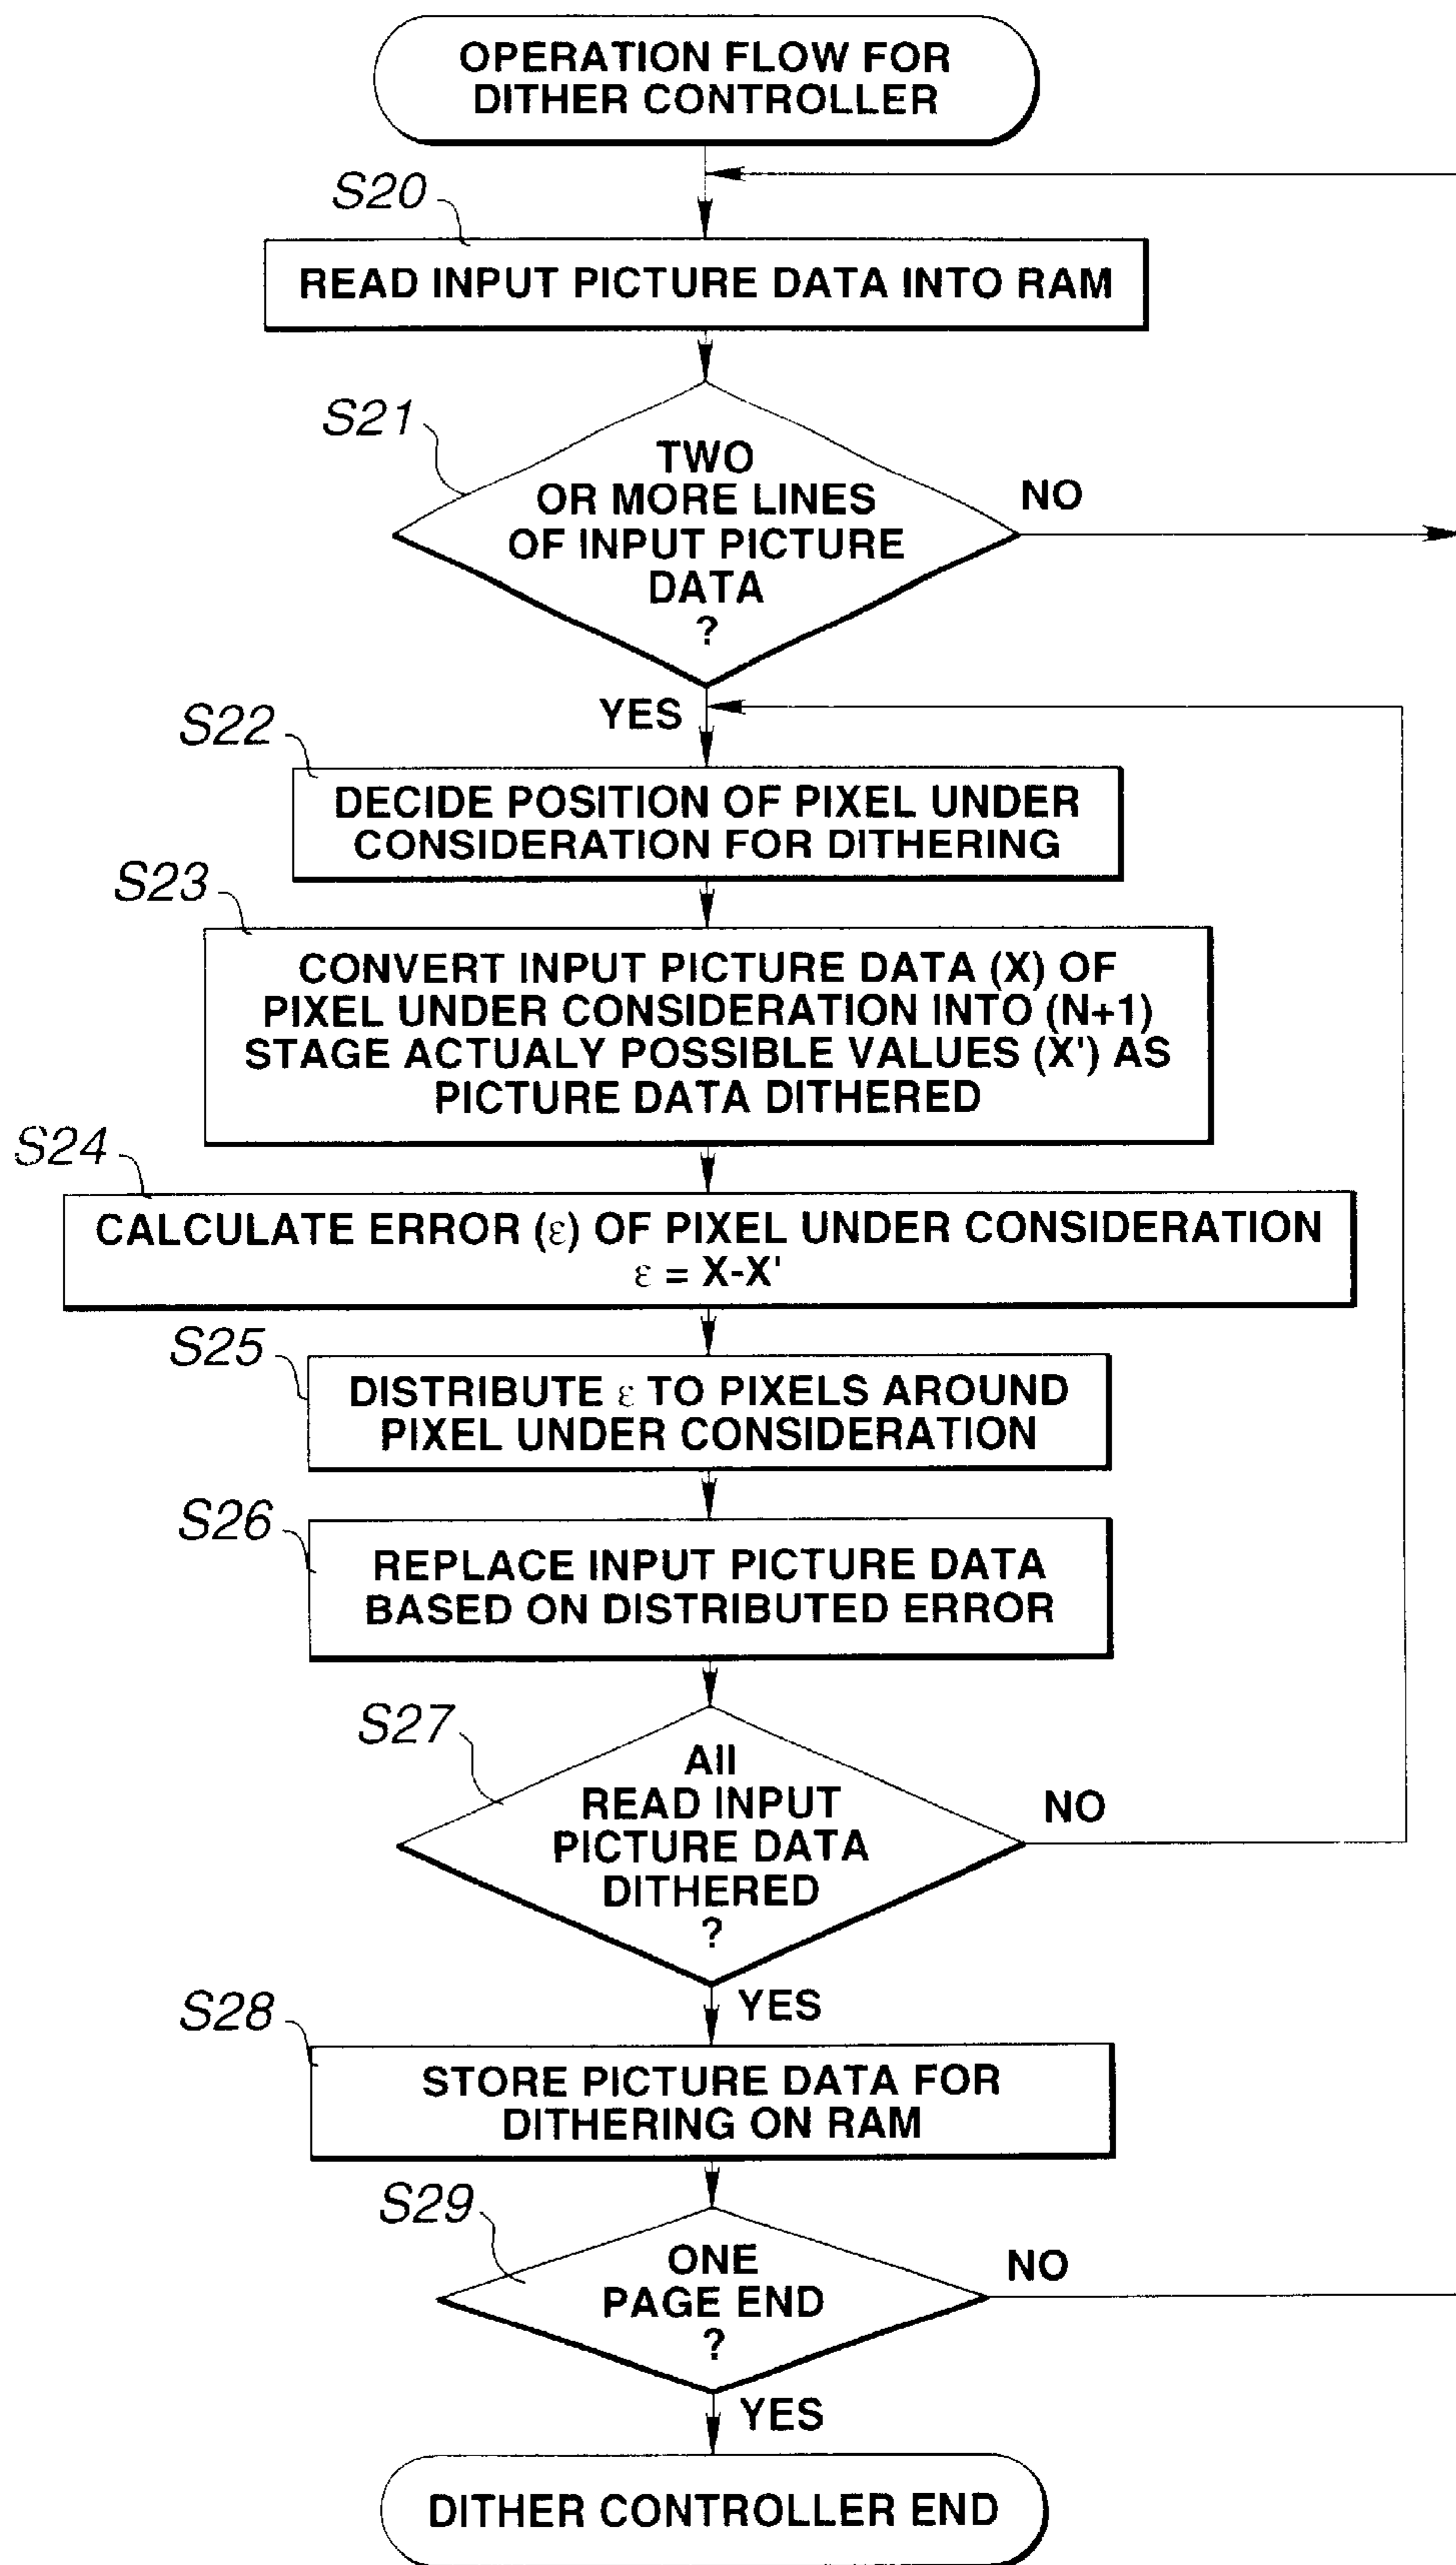 OPERATION FLOW FOR
DITHER CONTROLLER
S20
READ INPUT PICTURE DATA INTO RAM
S21
TWO
OR MORE LINES
OF INPUT PICTURE
DATA
?
NO
YES
S22
DECIDE POSITION OF PIXEL UNDER
CONSIDERATION FOR DITHERING
S23
CONVERT INPUT PICTURE DATA (X) OF
PIXEL UNDER CONSIDERATION INTO (N+1)
STAGE ACTUALY POSSIBLE VALUES (X') AS
PICTURE DATA DITHERED
S24
CALCULATE ERROR (ε) OF PIXEL UNDER CONSIDERATION
ε = X-X'
S25
DISTRIBUTE ε TO PIXELS AROUND
PIXEL UNDER CONSIDERATION
S26
REPLACE INPUT PICTURE DATA
BASED ON DISTRIBUTED ERROR
S27
All
READ INPUT
PICTURE DATA
DITHERED
?
NO
YES
S28
STORE PICTURE DATA FOR
DITHERING ON RAM
S29
ONE
PAGE END
?
NO
YES
DITHER CONTROLLER END